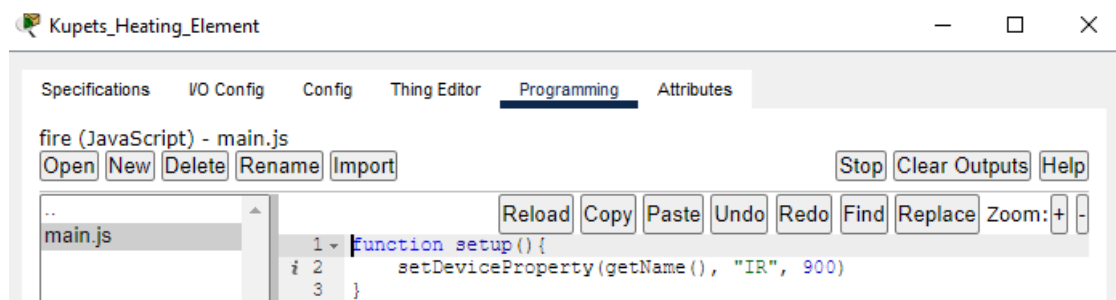 Kupets_Heating_Element
Specifications I/O Config Config Thing Editor Programming Attributes
fire (JavaScript) - main.js
Open New Delete Rename Import Stop Clear Outputs Help
.. Reload Copy Paste Undo Redo Find Replace Zoom: + -
main.js
1 function setup(){
i 2 setDeviceProperty(getName(), "IR", 900)
3 }